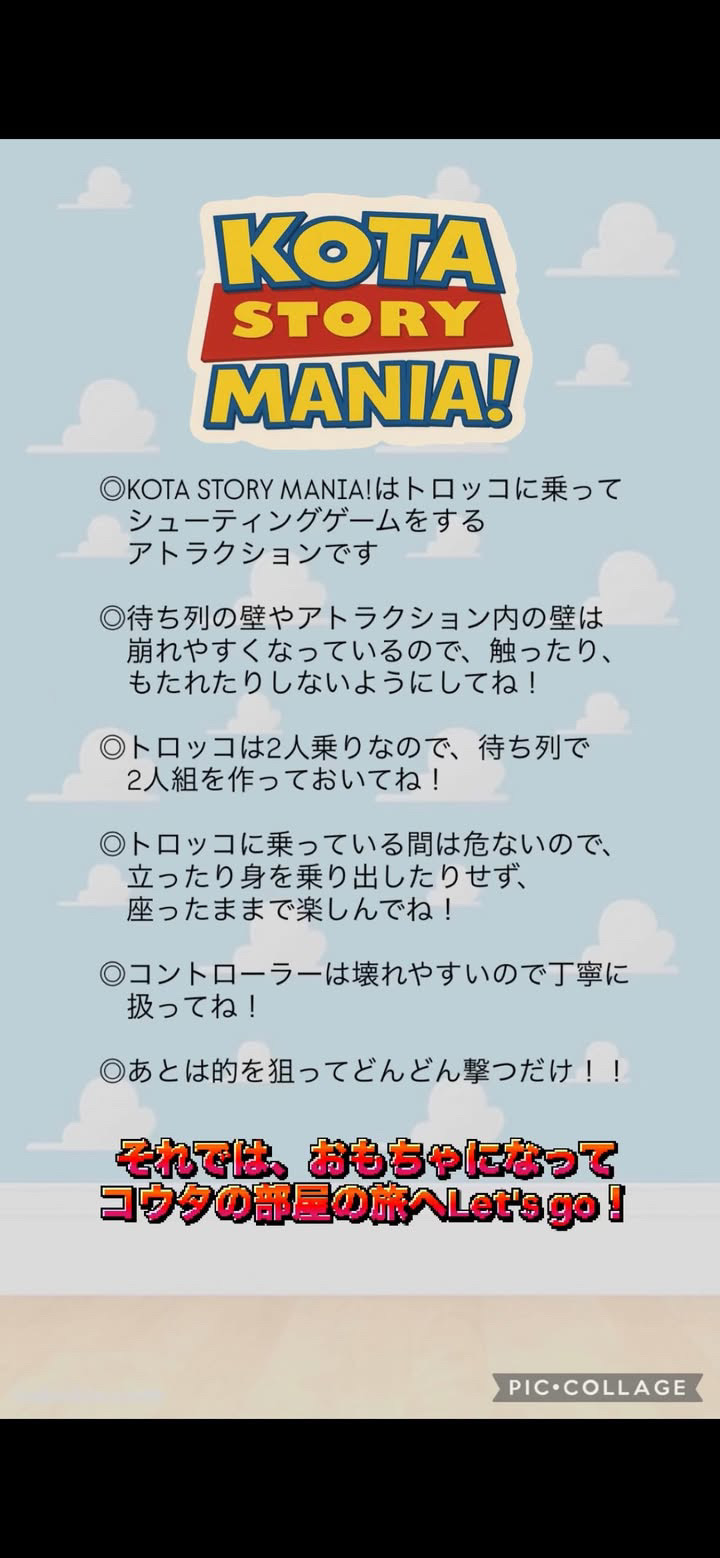 KOTA
STORY
MANIA!
◎KOTA STORY MANIA!はトロッコに乗って
シューティングゲームをする
アトラクションです
◎待ち列の壁やアトラクション内の壁は
崩れやすくなっているので、触ったり、
もたれたりしないようにしてね！
◎トロッコは2人乗りなので、待ち列で
2人組を作っておいてね！
◎トロッコに乗っている間は危ないので、
立ったり身を乗り出したりせず、
座ったままで楽しんでね！
◎コントローラーは壊れやすいので丁寧に
扱ってね！
◎あとは的を狙ってどんどん撃つだけ！！
それでは、おもちゃになって
コウタの部屋の旅へLet's go！
PIC•COLLAGE